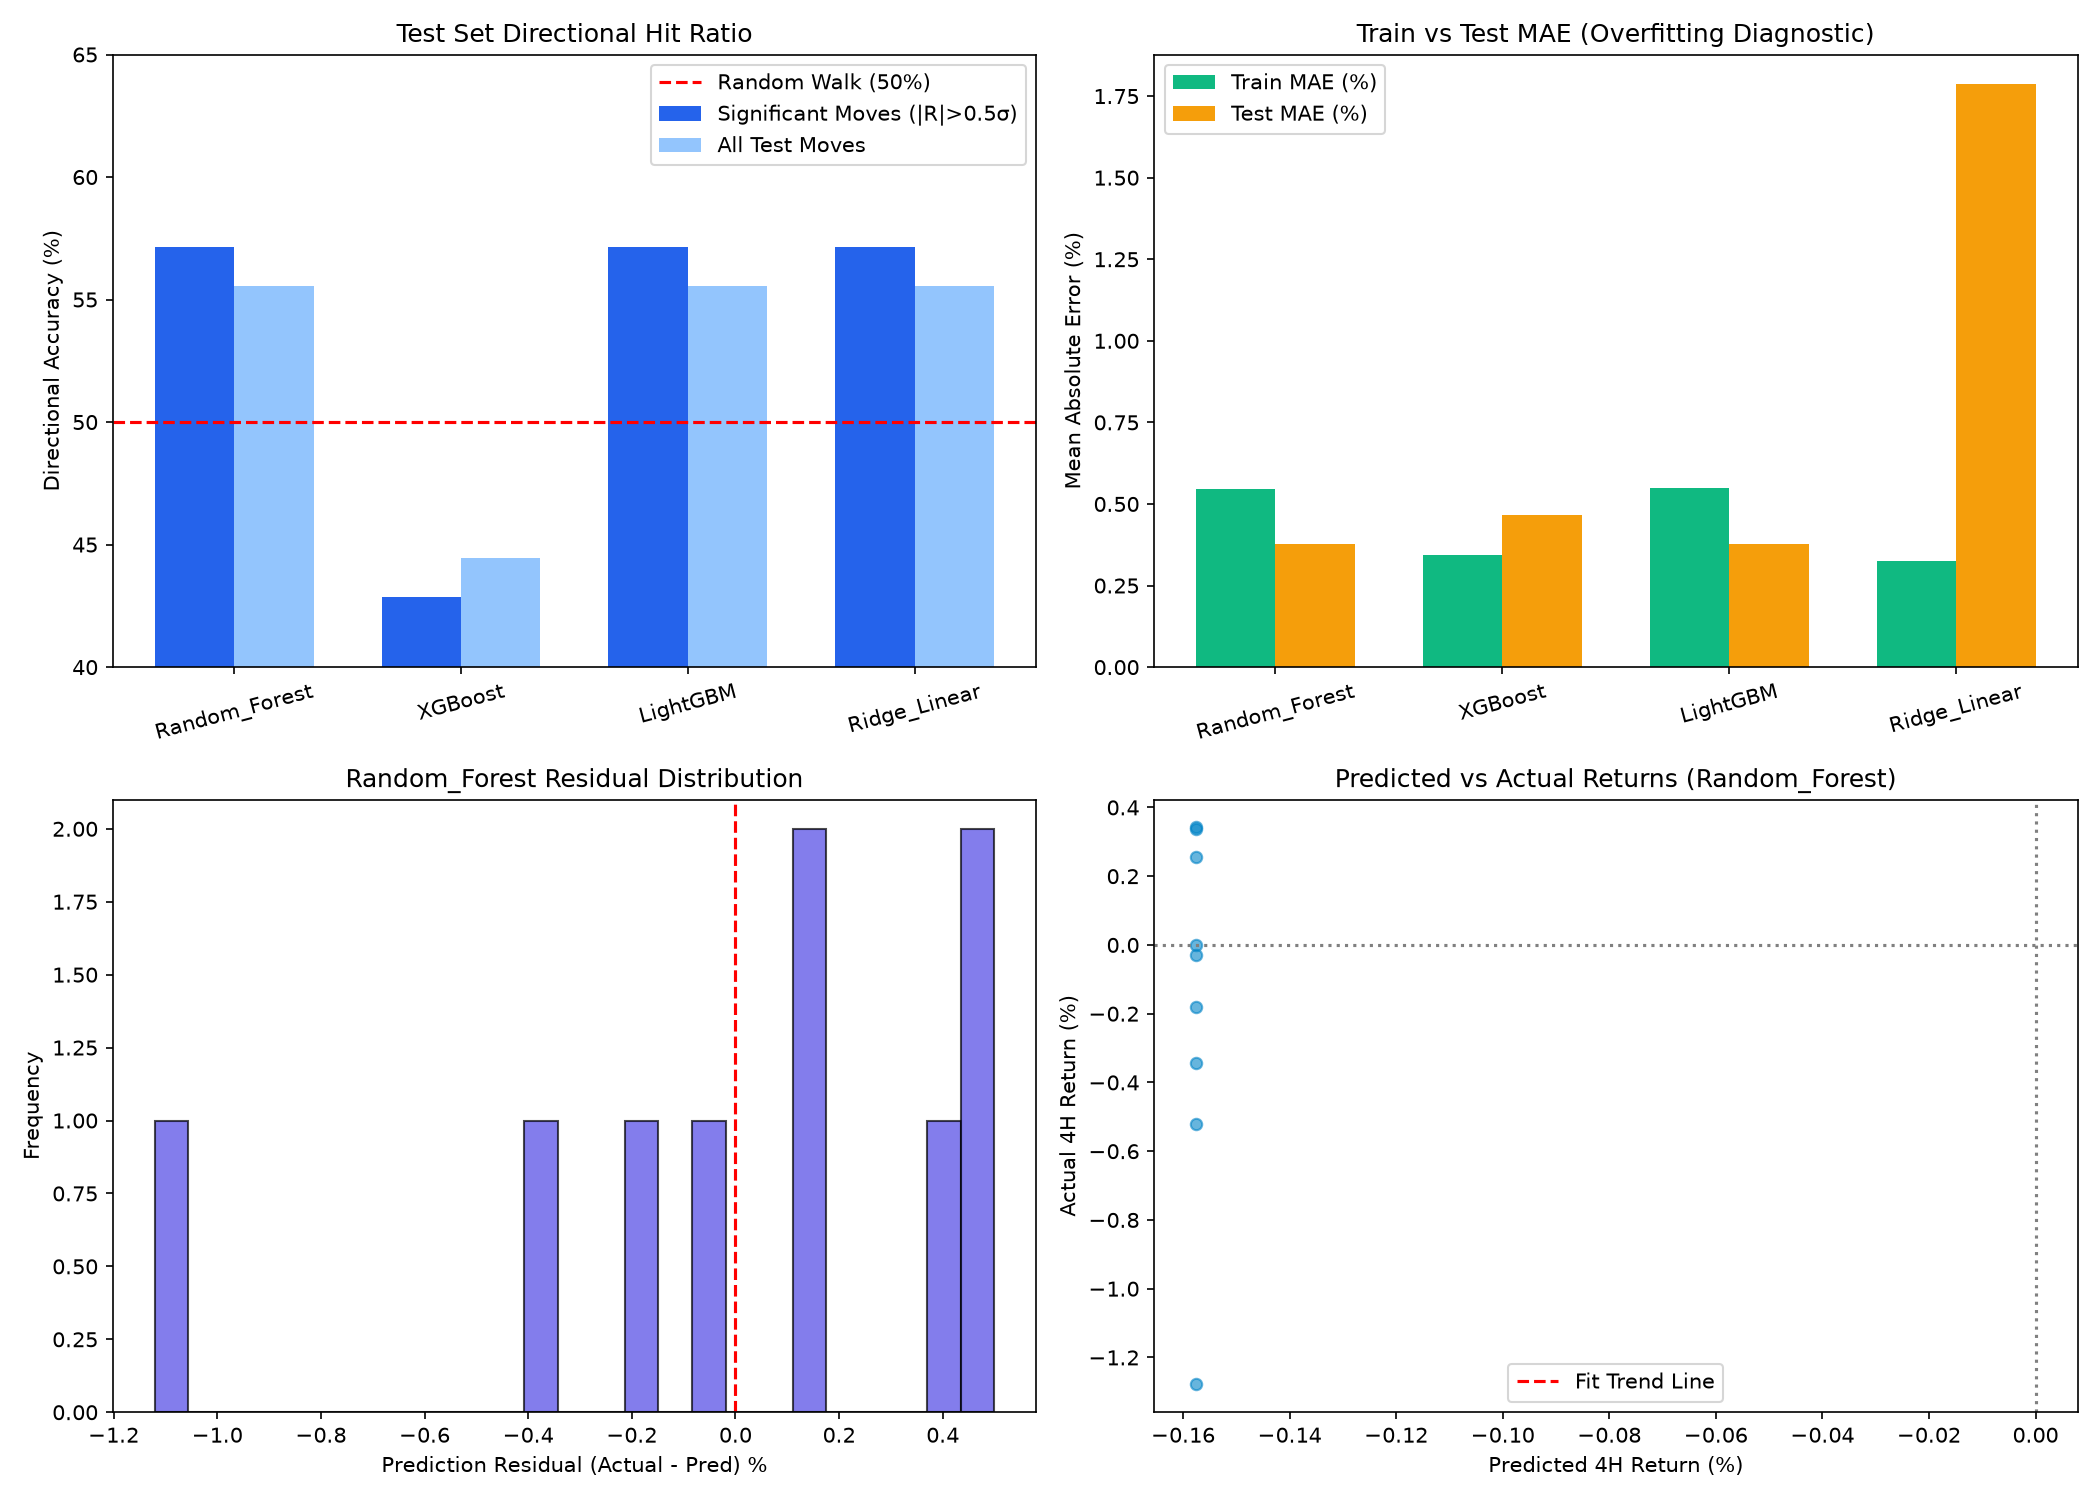 Test Set Directional Hit Ratio
Directional Accuracy (%)
65
60
55
50
45
40
Random Walk (50%)
Significant Moves (|R|>0.5σ)
All Test Moves
Random_Forest
XGBoost
LightGBM
Ridge_Linear
Train vs Test MAE (Overfitting Diagnostic)
Mean Absolute Error (%)
1.75
1.50
1.25
1.00
0.75
0.50
0.25
0.00
Train MAE (%)
Test MAE (%)
Random_Forest
XGBoost
LightGBM
Ridge_Linear
Random_Forest Residual Distribution
Frequency
2.00
1.75
1.50
1.25
1.00
0.75
0.50
0.25
0.00
−1.2
−1.0
−0.8
−0.6
−0.4
−0.2
0.0
0.2
0.4
Prediction Residual (Actual - Pred) %
Predicted vs Actual Returns (Random_Forest)
Actual 4H Return (%)
0.4
0.2
0.0
−0.2
−0.4
−0.6
−0.8
−1.0
−1.2
Fit Trend Line
−0.16
−0.14
−0.12
−0.10
−0.08
−0.06
−0.04
−0.02
0.00
Predicted 4H Return (%)